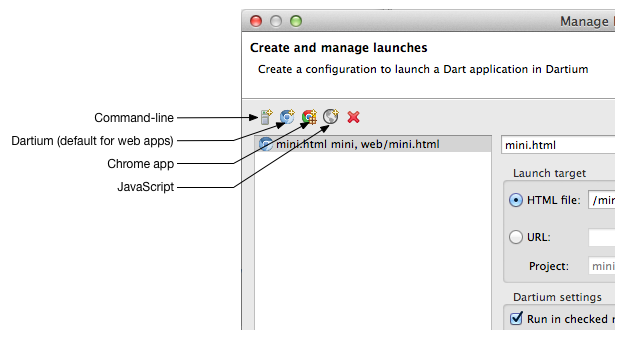 Manage
Create and manage launches
Create a configuration to launch a Dart application in Dartium
Command-line
Dartium (default for web apps)
Chrome app
JavaScript
mini.html mini, web/mini.html
mini.html
Launch target
HTML file: /min
URL:
Project: mini
Dartium settings
Run in checked